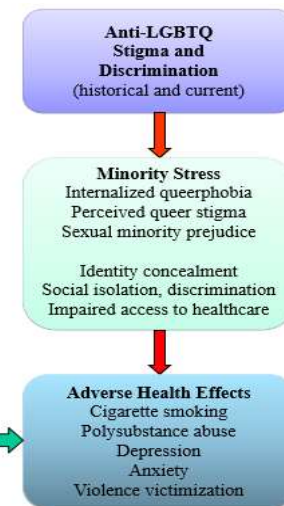 Anti-LGBTQ
Stigma and
Discrimination
(historical and current)
Minority Stress
Internalized queerphobia
Perceived queer stigma
Sexual minority prejudice
Identity concealment
Social isolation, discrimination
Impaired access to healthcare
Adverse Health Effects
Cigarette smoking
Polysubstance abuse
Depression
Anxiety
Violence victimization